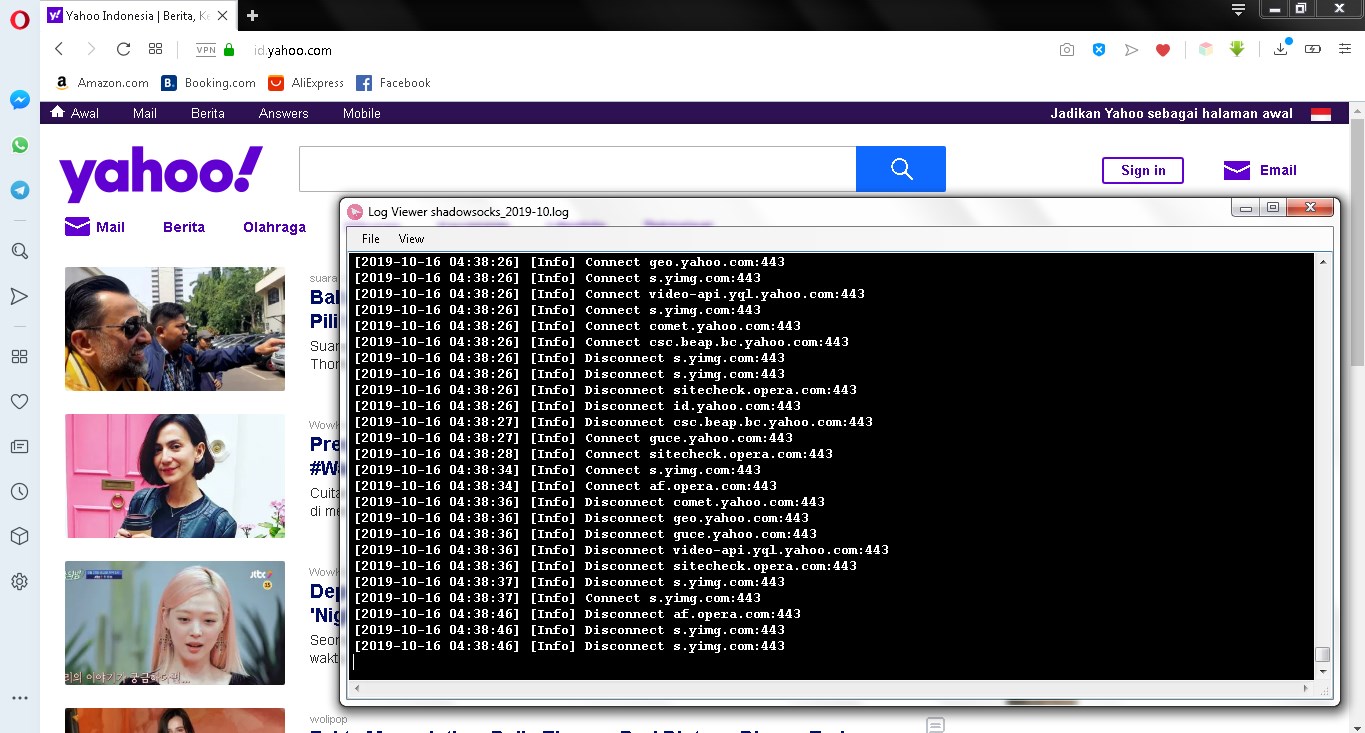 Yahoo Indonesia | Berita, Ke
VPN id.yahoo.com
Amazon.com Booking.com AliExpress Facebook
Awal Mail Berita Answers Mobile Jadikan Yahoo sebagai halaman awal
yahoo!
Sign in Email
Mail Berita Olahraga
Log Viewer shadowsocks_2019-10.log
File View
[2019-10-16 04:38:26] [Info] Connect geo.yahoo.com:443
[2019-10-16 04:38:26] [Info] Connect s.yimg.com:443
[2019-10-16 04:38:26] [Info] Connect video-api.yql.yahoo.com:443
[2019-10-16 04:38:26] [Info] Connect s.yimg.com:443
[2019-10-16 04:38:26] [Info] Connect comet.yahoo.com:443
[2019-10-16 04:38:26] [Info] Connect csc.beap.bc.yahoo.com:443
[2019-10-16 04:38:26] [Info] Disconnect s.yimg.com:443
[2019-10-16 04:38:26] [Info] Disconnect s.yimg.com:443
[2019-10-16 04:38:26] [Info] Disconnect sitecheck.opera.com:443
[2019-10-16 04:38:26] [Info] Disconnect id.yahoo.com:443
[2019-10-16 04:38:27] [Info] Disconnect csc.beap.bc.yahoo.com:443
[2019-10-16 04:38:27] [Info] Connect guce.yahoo.com:443
[2019-10-16 04:38:28] [Info] Connect sitecheck.opera.com:443
[2019-10-16 04:38:34] [Info] Connect s.yimg.com:443
[2019-10-16 04:38:34] [Info] Connect af.opera.com:443
[2019-10-16 04:38:36] [Info] Disconnect comet.yahoo.com:443
[2019-10-16 04:38:36] [Info] Disconnect geo.yahoo.com:443
[2019-10-16 04:38:36] [Info] Disconnect guce.yahoo.com:443
[2019-10-16 04:38:36] [Info] Disconnect video-api.yql.yahoo.com:443
[2019-10-16 04:38:36] [Info] Disconnect sitecheck.opera.com:443
[2019-10-16 04:38:37] [Info] Disconnect s.yimg.com:443
[2019-10-16 04:38:37] [Info] Connect s.yimg.com:443
[2019-10-16 04:38:46] [Info] Disconnect af.opera.com:443
[2019-10-16 04:38:46] [Info] Disconnect s.yimg.com:443
[2019-10-16 04:38:46] [Info] Disconnect s.yimg.com:443
suara
Bal
Pili
Suar
Thor
WowK
Pre
#Wa
Cuita
di me
WowK
Dep
'Nig
Seor
wakt
jtbc
wolipop